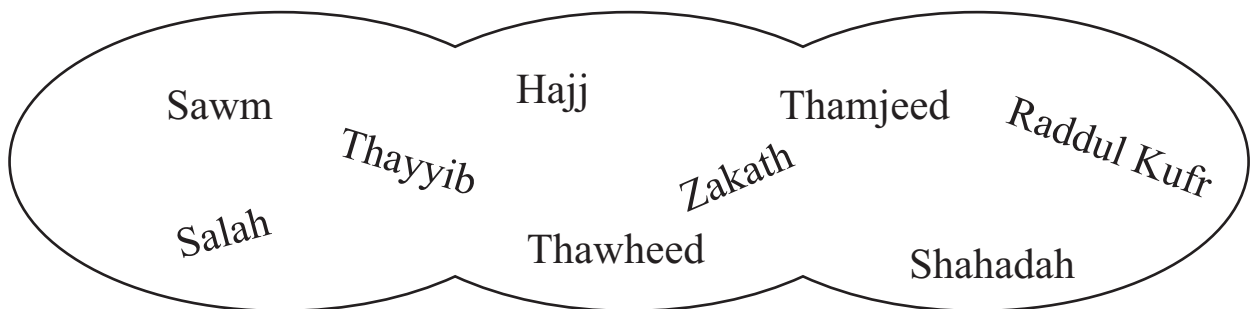 Sawm
Hajj
Thamjeed
Raddul Kufr
Thayyib
Zakath
Salah
Thawheed
Shahadah